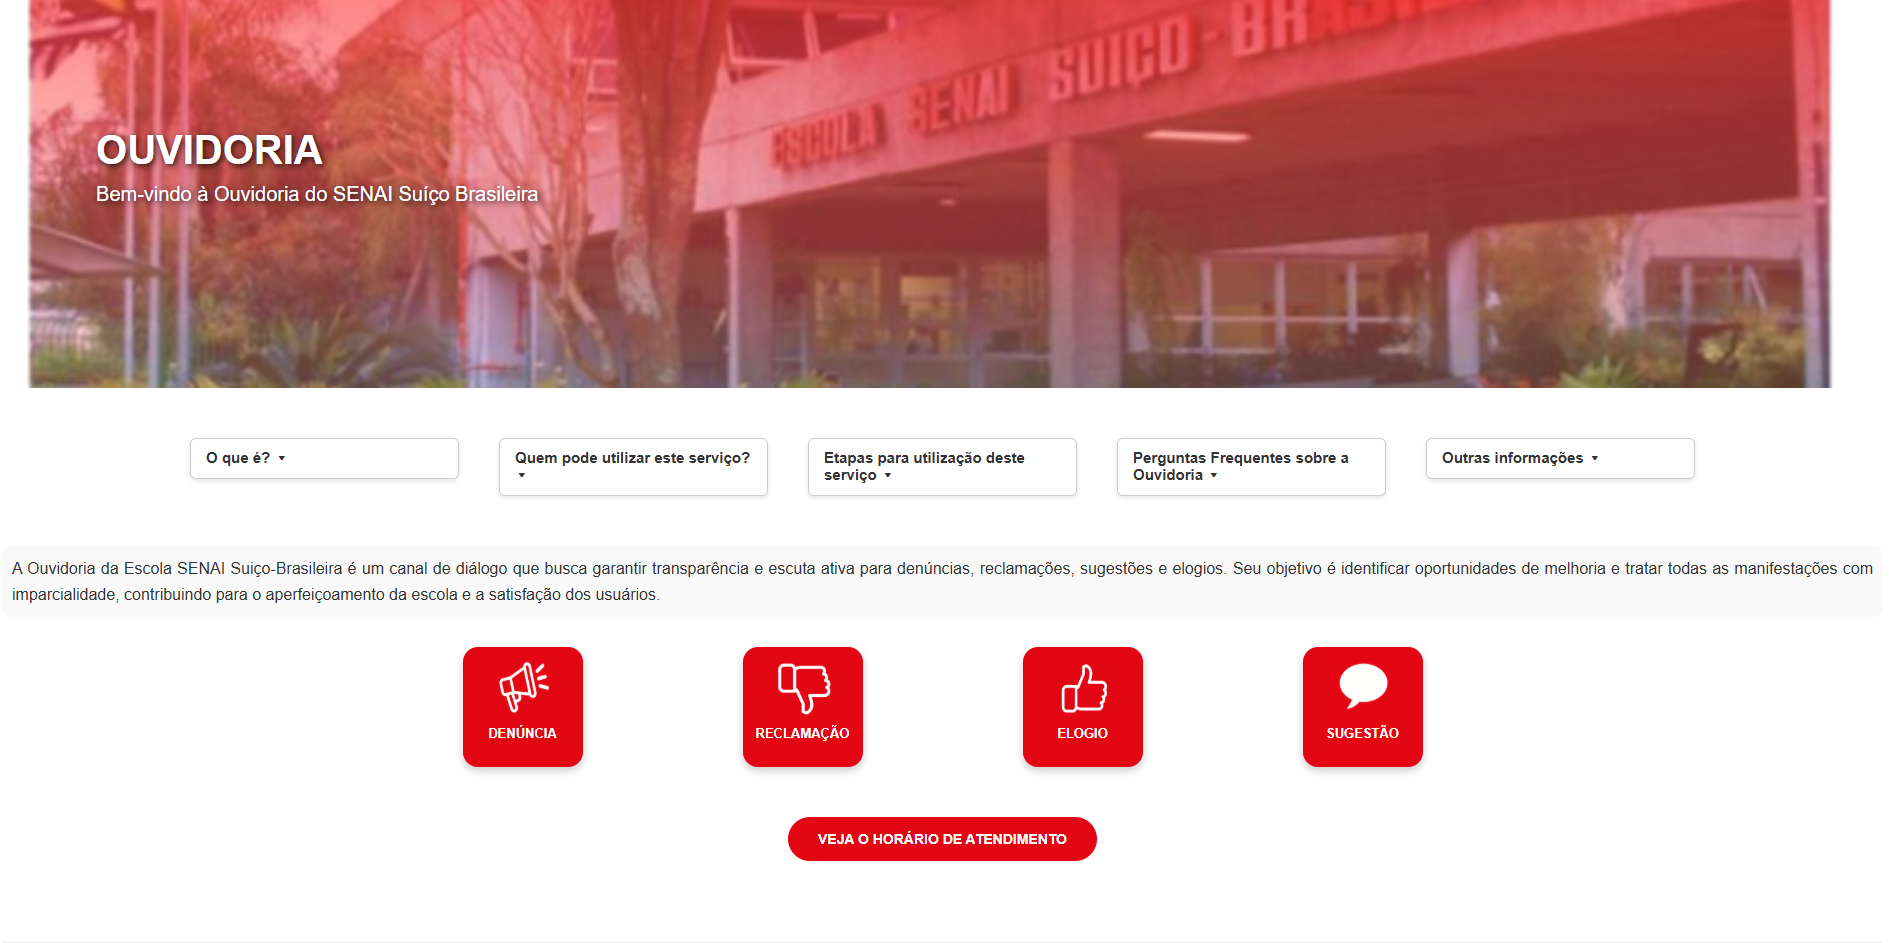 ESCOLA SENAI SUIÇO-BRASIL
OUVIDORIA
Bem-vindo à Ouvidoria do SENAI Suíço Brasileira
O que é?
Quem pode utilizar este serviço?
Etapas para utilização deste
serviço
Perguntas Frequentes sobre a
Ouvidoria
Outras informações
A Ouvidoria da Escola SENAI Suiço-Brasileira é um canal de diálogo que busca garantir transparência e escuta ativa para denúncias, reclamações, sugestões e elogios. Seu objetivo é identificar oportunidades de melhoria e tratar todas as manifestações com
imparcialidade, contribuindo para o aperfeiçoamento da escola e a satisfação dos usuários.
DENÚNCIA
RECLAMAÇÃO
ELOGIO
SUGESTÃO
VEJA O HORÁRIO DE ATENDIMENTO